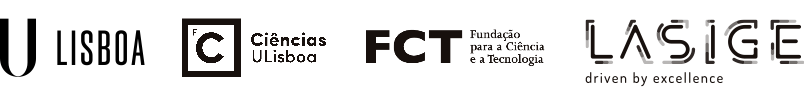 U LISBOA
F
C
Ciências
ULisboa
FCT
Fundação
para a Ciência
e a Tecnologia
LASIGE
driven by excellence